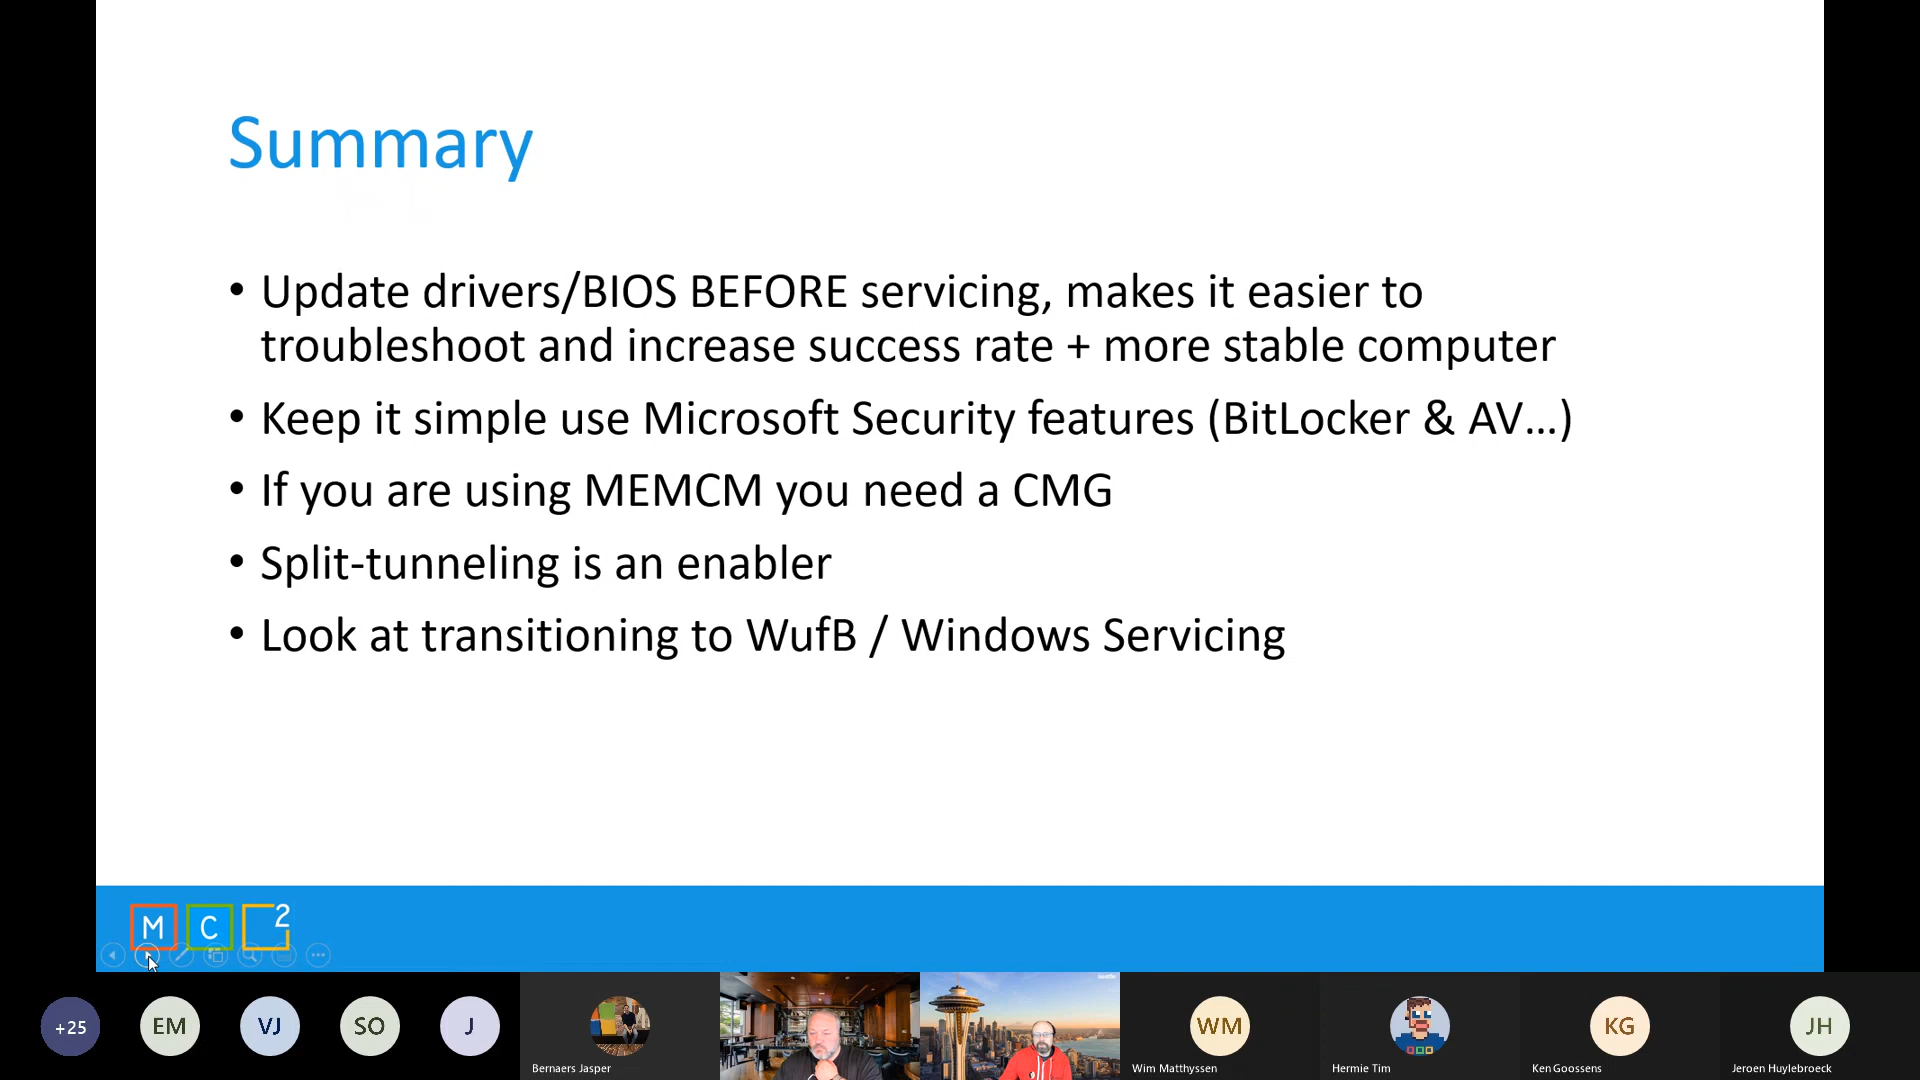 Summary
• Update drivers/BIOS BEFORE servicing, makes it easier to
troubleshoot and increase success rate + more stable computer
• Keep it simple use Microsoft Security features (BitLocker & AV...)
• If you are using MEMCM you need a CMG
• Split-tunneling is an enabler
• Look at transitioning to WufB / Windows Servicing
M C 2
+25 EM VJ SO J WM KG JH
Bernaers Jasper Wim Matthyssen Hermie Tim Ken Goossens Jeroen Huylebroeck